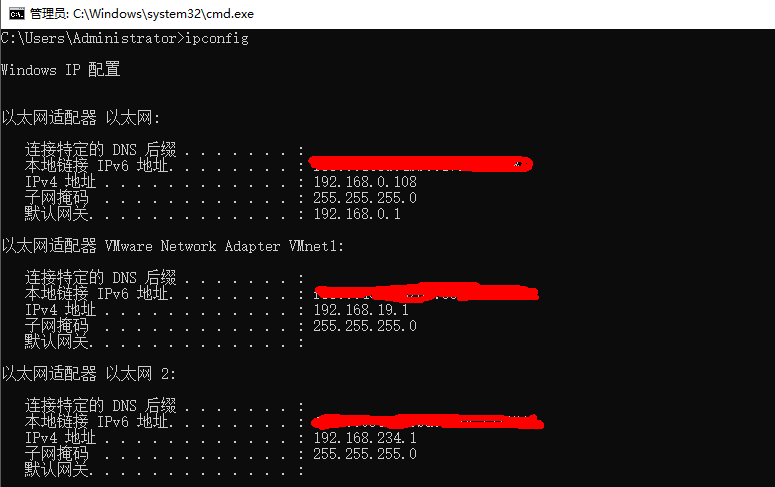 管理员: C:\Windows\system32\cmd.exe
C:\Users\Administrator>ipconfig
Windows IP 配置
以太网适配器 以太网:
连接特定的 DNS 后缀 . . . . . . . :
本地链接 IPv6 地址. . . . . . . . :
IPv4 地址 . . . . . . . . . . . . : 192.168.0.108
子网掩码  . . . . . . . . . . . . : 255.255.255.0
默认网关. . . . . . . . . . . . . : 192.168.0.1
以太网适配器 VMware Network Adapter VMnet1:
连接特定的 DNS 后缀 . . . . . . . :
本地链接 IPv6 地址. . . . . . . . :
IPv4 地址 . . . . . . . . . . . . : 192.168.19.1
子网掩码  . . . . . . . . . . . . : 255.255.255.0
默认网关. . . . . . . . . . . . . :
以太网适配器 以太网 2:
连接特定的 DNS 后缀 . . . . . . . :
本地链接 IPv6 地址. . . . . . . . :
IPv4 地址 . . . . . . . . . . . . : 192.168.234.1
子网掩码  . . . . . . . . . . . . : 255.255.255.0
默认网关. . . . . . . . . . . . . :